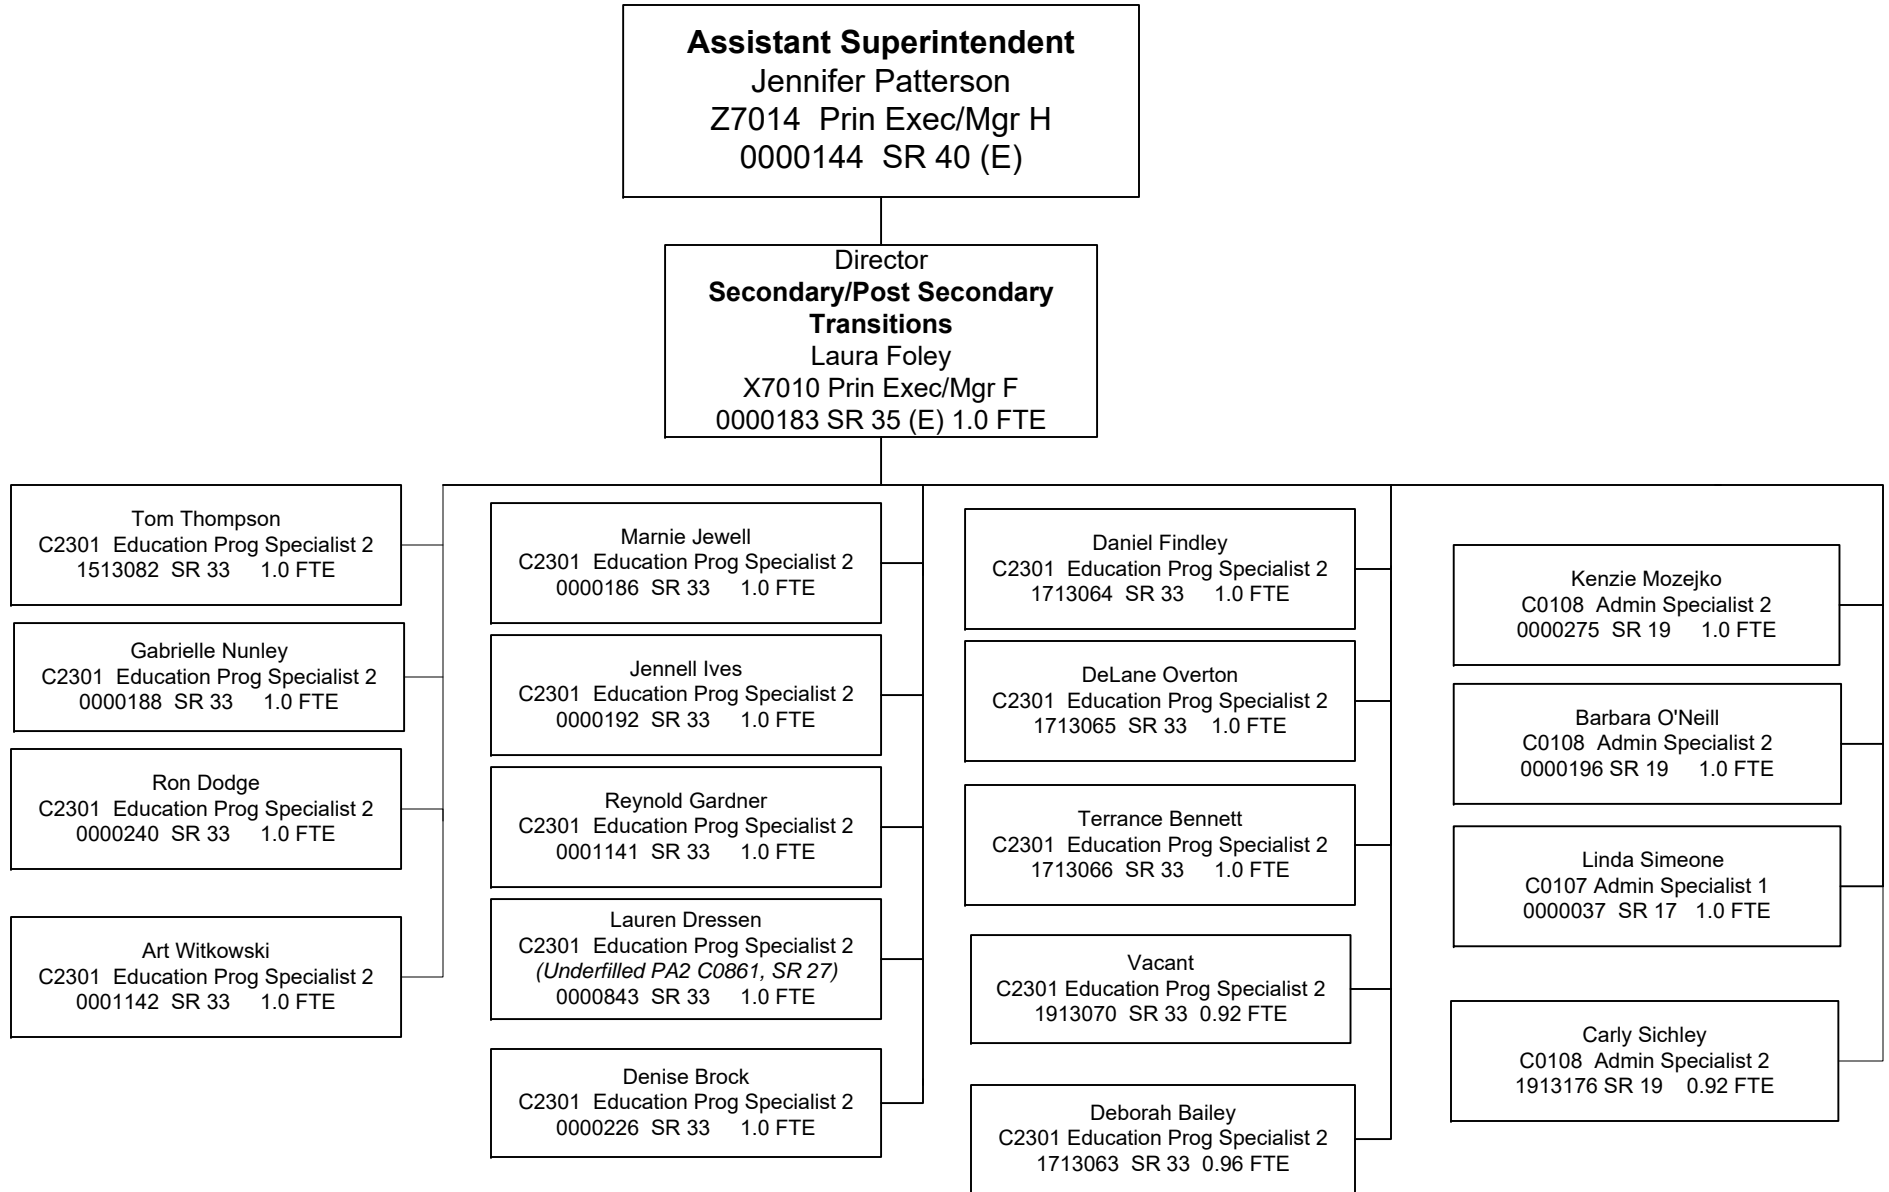 Assistant Superintendent
Jennifer Patterson
Z7014 Prin Exec/Mgr H
0000144 SR 40 (E)
Director
Secondary/Post Secondary
Transitions
Laura Foley
X7010 Prin Exec/Mgr F
0000183 SR 35 (E) 1.0 FTE
Tom Thompson
C2301 Education Prog Specialist 2
1513082 SR 33 1.0 FTE
Gabrielle Nunley
C2301 Education Prog Specialist 2
0000188 SR 33 1.0 FTE
Ron Dodge
C2301 Education Prog Specialist 2
0000240 SR 33 1.0 FTE
Art Witkowski
C2301 Education Prog Specialist 2
0001142 SR 33 1.0 FTE
Marnie Jewell
C2301 Education Prog Specialist 2
0000186 SR 33 1.0 FTE
Jennell Ives
C2301 Education Prog Specialist 2
0000192 SR 33 1.0 FTE
Reynold Gardner
C2301 Education Prog Specialist 2
0001141 SR 33 1.0 FTE
Lauren Dressen
C2301 Education Prog Specialist 2
(Underfilled PA2 C0861, SR 27)
0000843 SR 33 1.0 FTE
Denise Brock
C2301 Education Prog Specialist 2
0000226 SR 33 1.0 FTE
Daniel Findley
C2301 Education Prog Specialist 2
1713064 SR 33 1.0 FTE
DeLane Overton
C2301 Education Prog Specialist 2
1713065 SR 33 1.0 FTE
Terrance Bennett
C2301 Education Prog Specialist 2
1713066 SR 33 1.0 FTE
Vacant
C2301 Education Prog Specialist 2
1913070 SR 33 0.92 FTE
Deborah Bailey
C2301 Education Prog Specialist 2
1713063 SR 33 0.96 FTE
Kenzie Mozejko
C0108 Admin Specialist 2
0000275 SR 19 1.0 FTE
Barbara O'Neill
C0108 Admin Specialist 2
0000196 SR 19 1.0 FTE
Linda Simeone
C0107 Admin Specialist 1
0000037 SR 17 1.0 FTE
Carly Sichley
C0108 Admin Specialist 2
1913176 SR 19 0.92 FTE